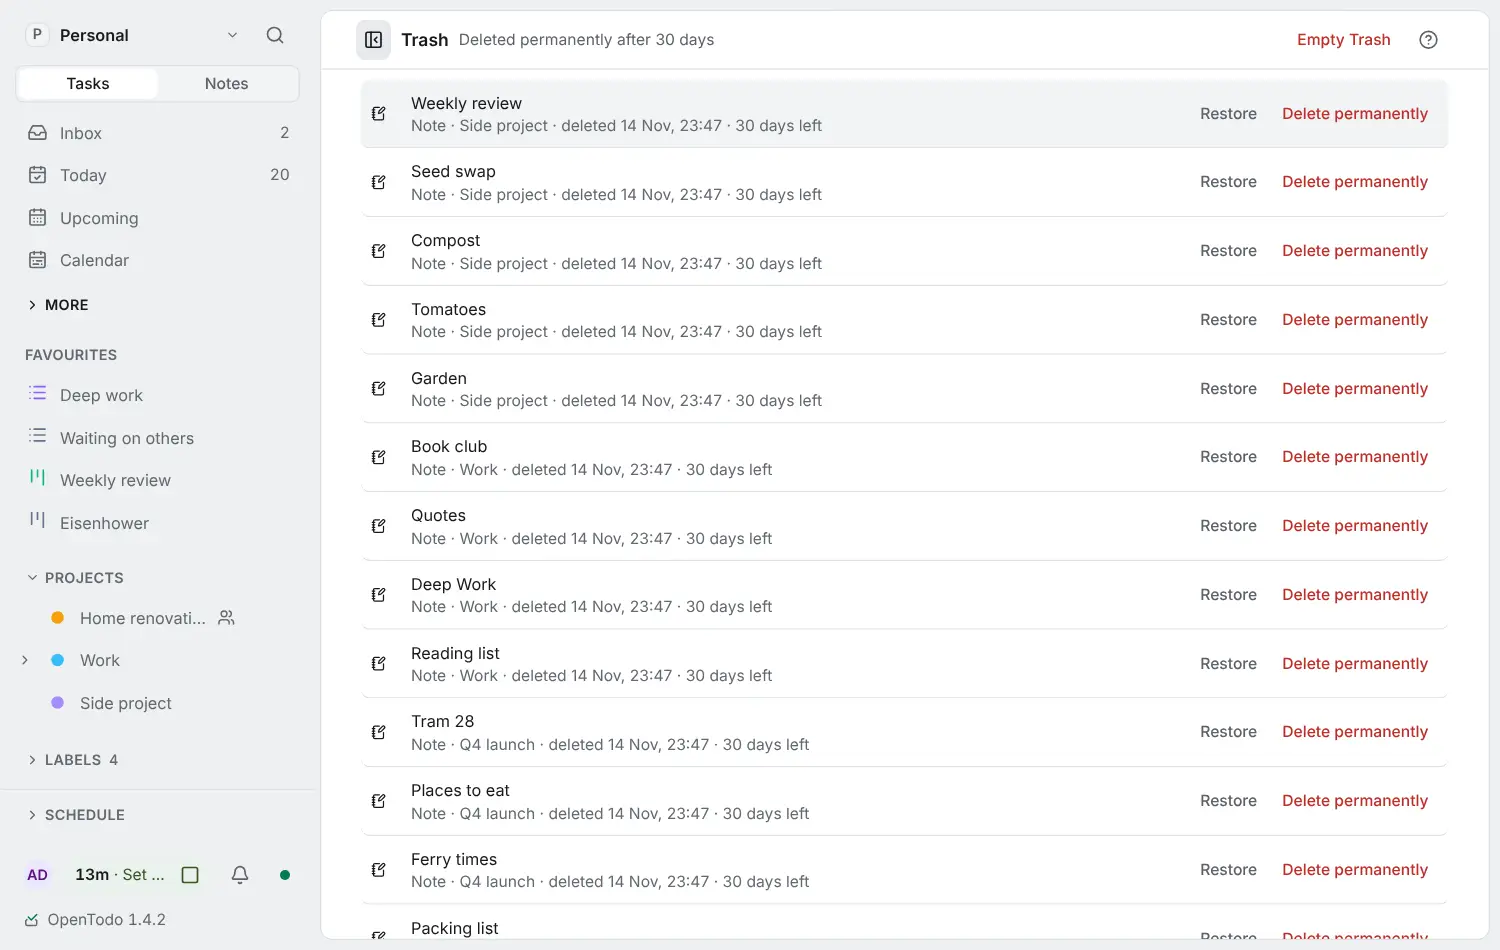 P Personal
Tasks Notes
Inbox 2
Today 20
Upcoming
Calendar
MORE
FAVOURITES
Deep work
Waiting on others
Weekly review
Eisenhower
PROJECTS
Home renovati...
Work
Side project
LABELS 4
SCHEDULE
AD 13m · Set ...
OpenTodo 1.4.2
Trash Deleted permanently after 30 days Empty Trash
Weekly review
Note · Side project · deleted 14 Nov, 23:47 · 30 days left
Restore Delete permanently
Seed swap
Note · Side project · deleted 14 Nov, 23:47 · 30 days left
Restore Delete permanently
Compost
Note · Side project · deleted 14 Nov, 23:47 · 30 days left
Restore Delete permanently
Tomatoes
Note · Side project · deleted 14 Nov, 23:47 · 30 days left
Restore Delete permanently
Garden
Note · Side project · deleted 14 Nov, 23:47 · 30 days left
Restore Delete permanently
Book club
Note · Work · deleted 14 Nov, 23:47 · 30 days left
Restore Delete permanently
Quotes
Note · Work · deleted 14 Nov, 23:47 · 30 days left
Restore Delete permanently
Deep Work
Note · Work · deleted 14 Nov, 23:47 · 30 days left
Restore Delete permanently
Reading list
Note · Work · deleted 14 Nov, 23:47 · 30 days left
Restore Delete permanently
Tram 28
Note · Q4 launch · deleted 14 Nov, 23:47 · 30 days left
Restore Delete permanently
Places to eat
Note · Q4 launch · deleted 14 Nov, 23:47 · 30 days left
Restore Delete permanently
Ferry times
Note · Q4 launch · deleted 14 Nov, 23:47 · 30 days left
Restore Delete permanently
Packing list
Restore Delete permanently